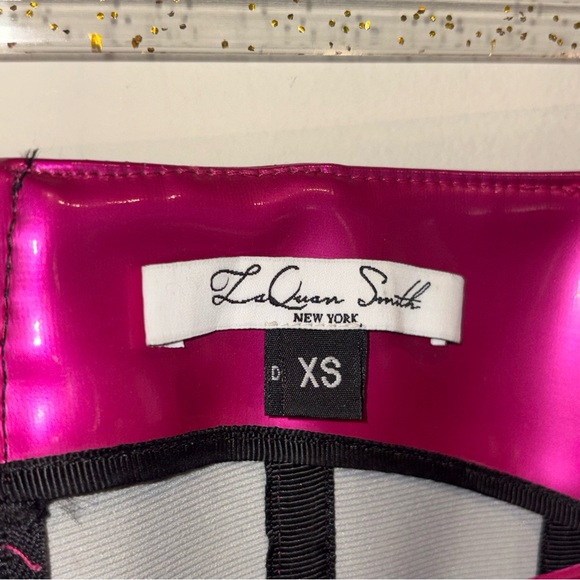 LaQuan Smith
NEW YORK
D XS